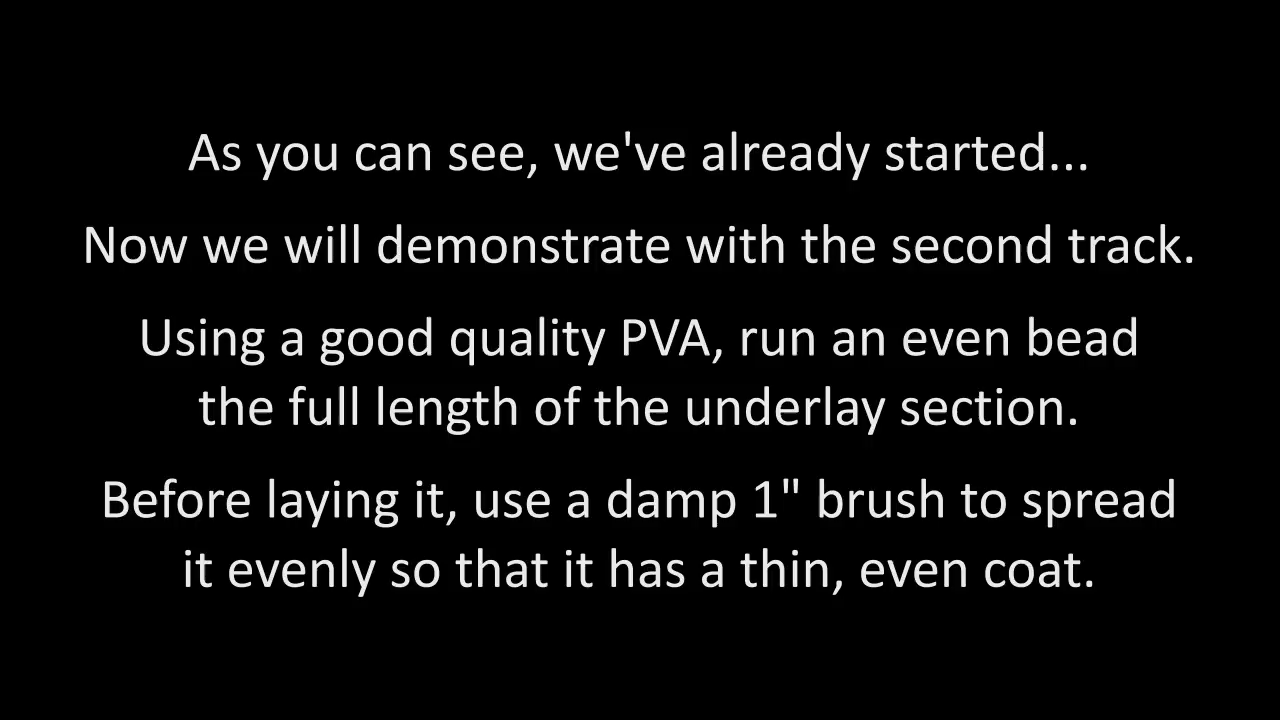 As you can see, we've already started...
Now we will demonstrate with the second track.
Using a good quality PVA, run an even bead
the full length of the underlay section.
Before laying it, use a damp 1" brush to spread
it evenly so that it has a thin, even coat.